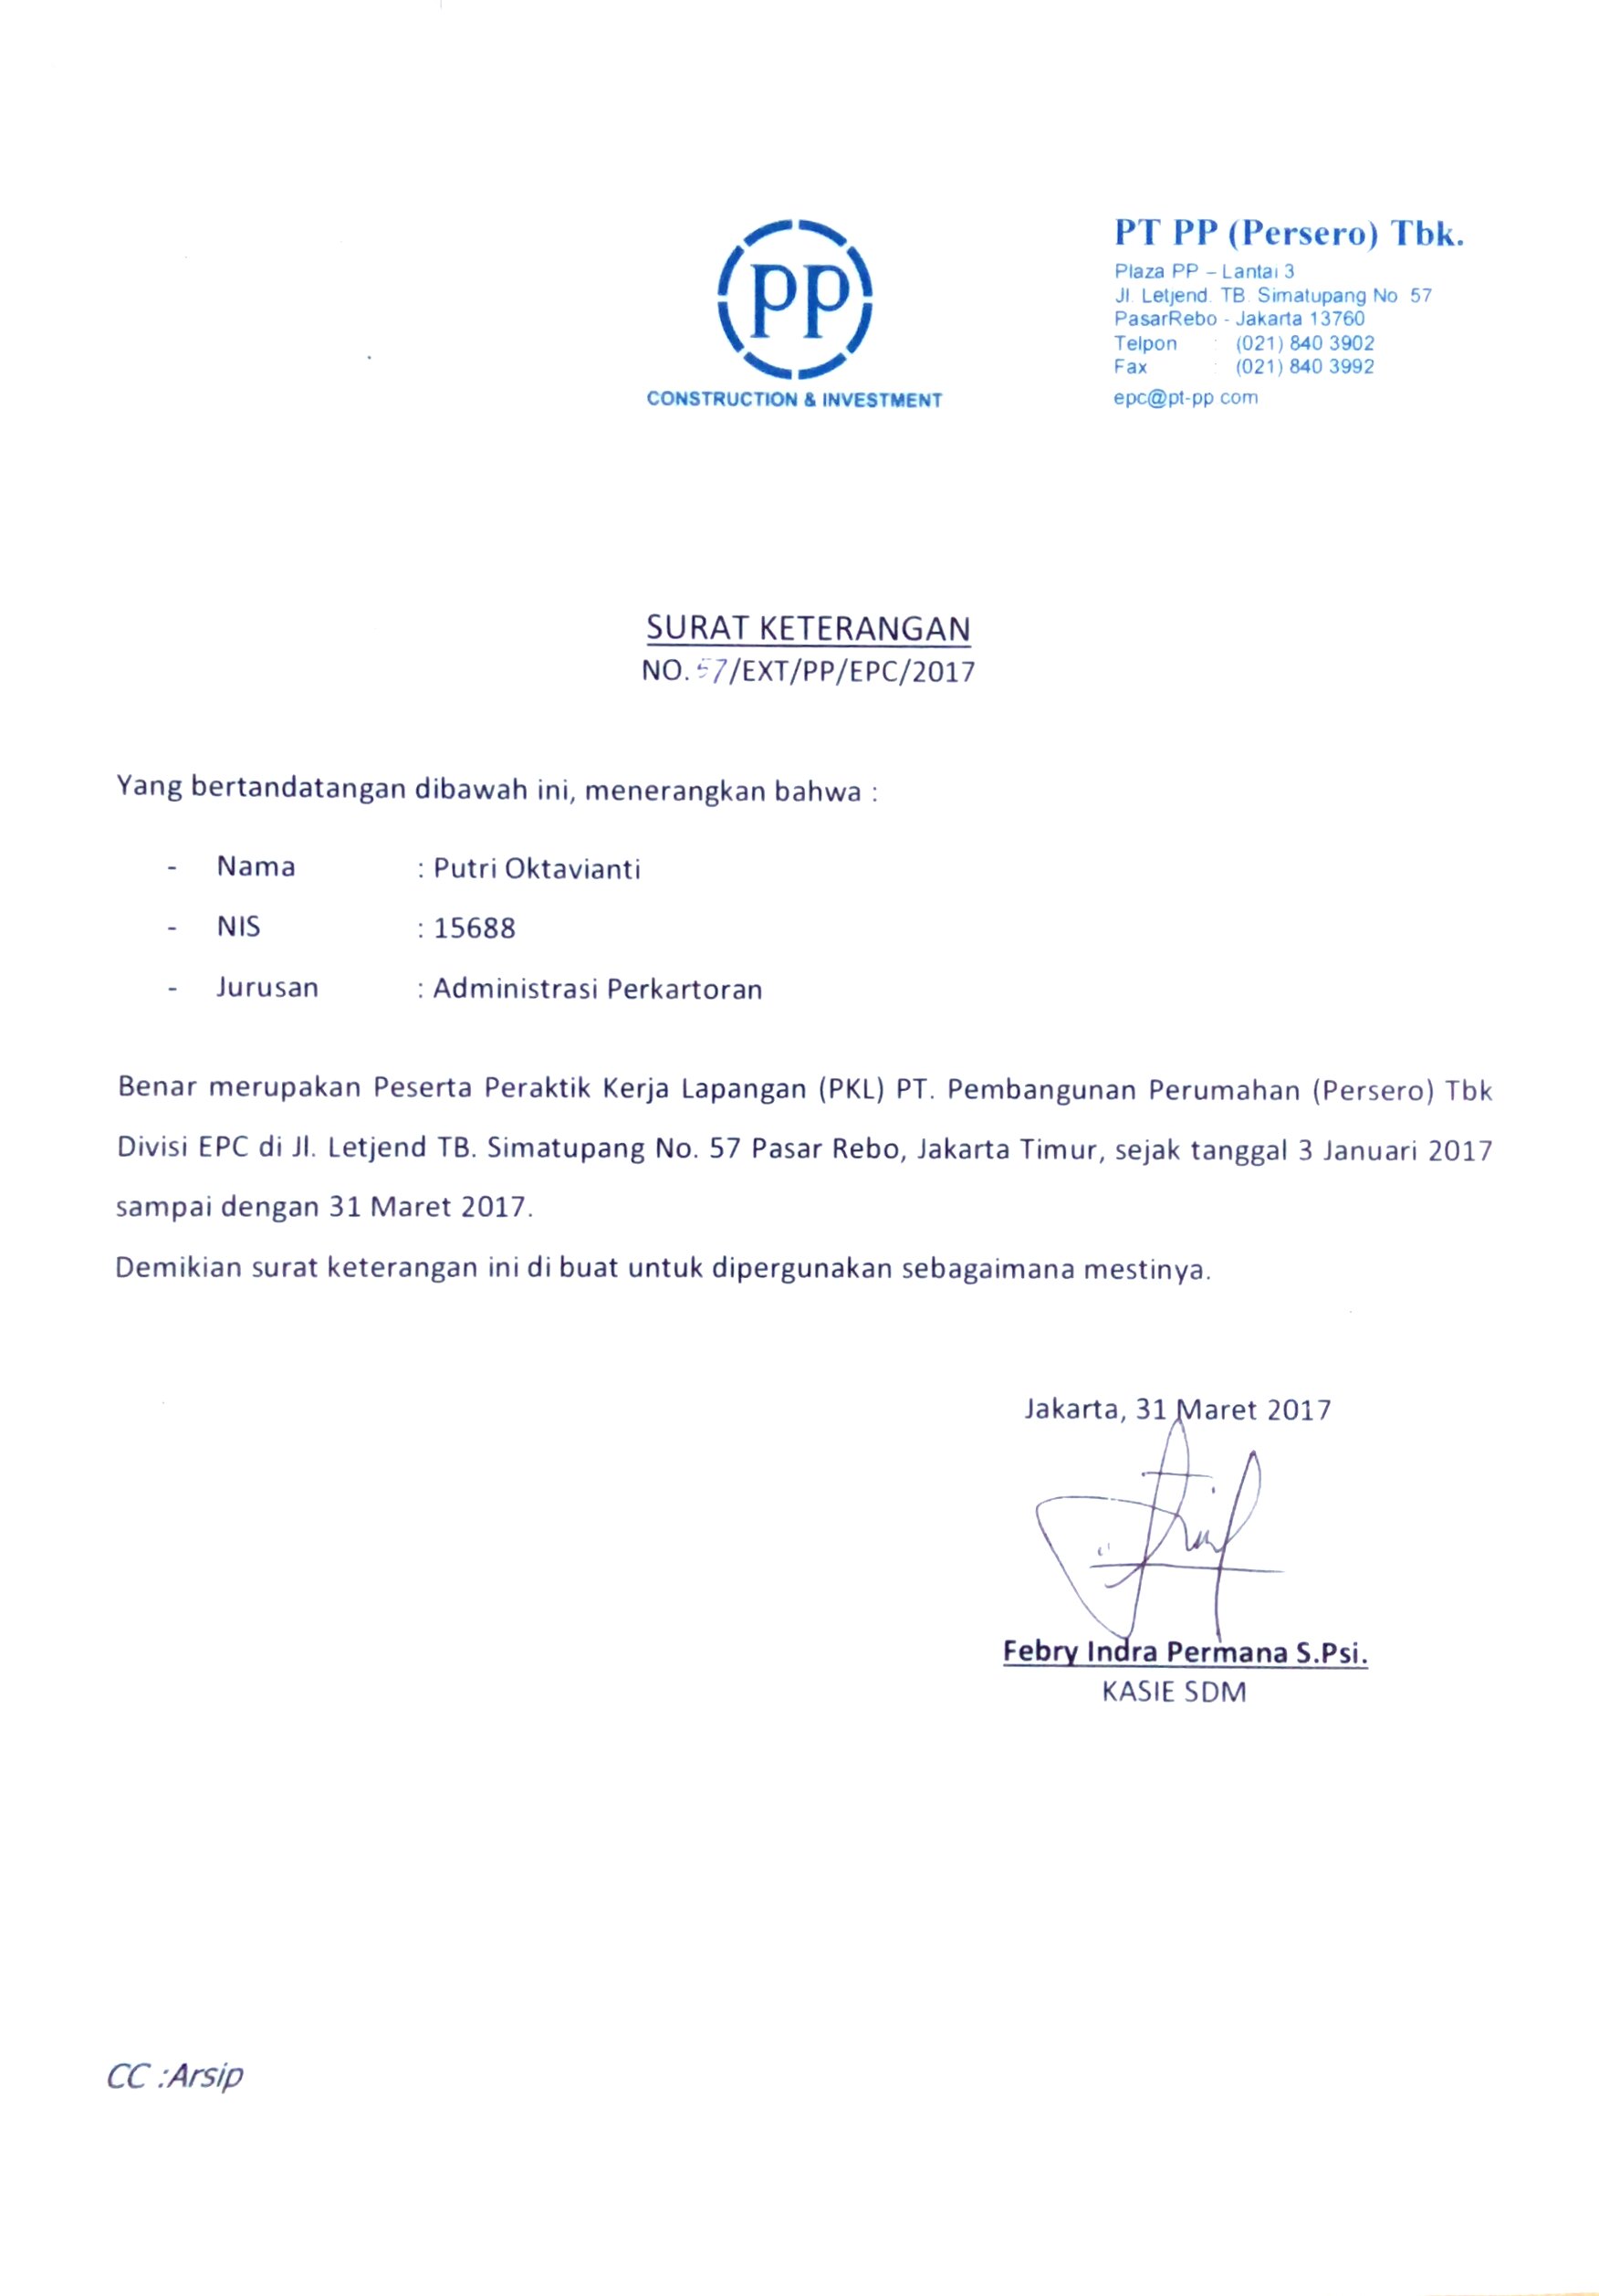 PP
CONSTRUCTION & INVESTMENT
PT PP (Persero) Tbk.
Plaza PP – Lantai 3
Jl. Letjend. TB. Simatupang No 57
PasarRebo - Jakarta 13760
Telpon : (021) 840 3902
Fax : (021) 840 3992
epc@pt-pp com
SURAT KETERANGAN
NO. 57/EXT/PP/EPC/2017
Yang bertandatangan dibawah ini, menerangkan bahwa :
- Nama : Putri Oktavianti
- NIS : 15688
- Jurusan : Administrasi Perkartoran
Benar merupakan Peserta Peraktik Kerja Lapangan (PKL) PT. Pembangunan Perumahan (Persero) Tbk
Divisi EPC di Jl. Letjend TB. Simatupang No. 57 Pasar Rebo, Jakarta Timur, sejak tanggal 3 Januari 2017
sampai dengan 31 Maret 2017.
Demikian surat keterangan ini di buat untuk dipergunakan sebagaimana mestinya.
Jakarta, 31 Maret 2017
Febry Indra Permana S.Psi.
KASIE SDM
CC :Arsip